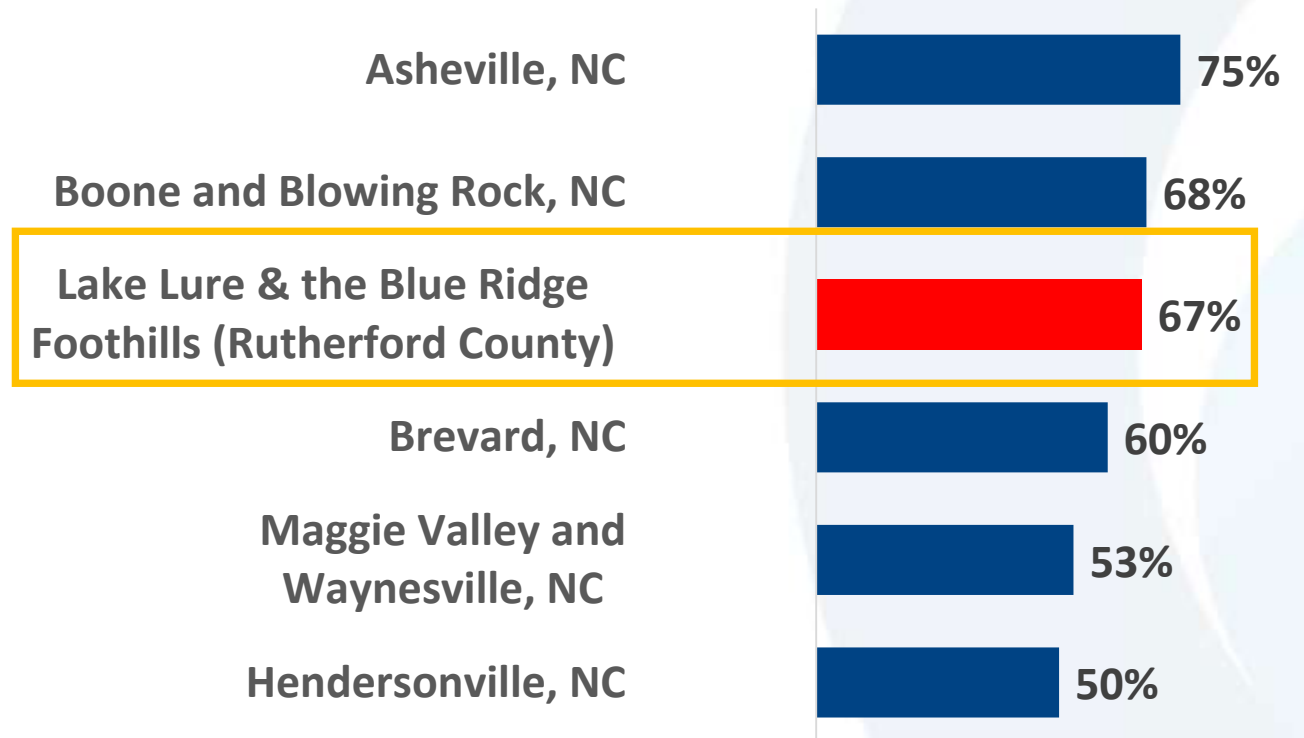 Asheville, NC
75%
Boone and Blowing Rock, NC
68%
Lake Lure & the Blue Ridge
Foothills (Rutherford County)
67%
Brevard, NC
60%
Maggie Valley and
Waynesville, NC
53%
Hendersonville, NC
50%